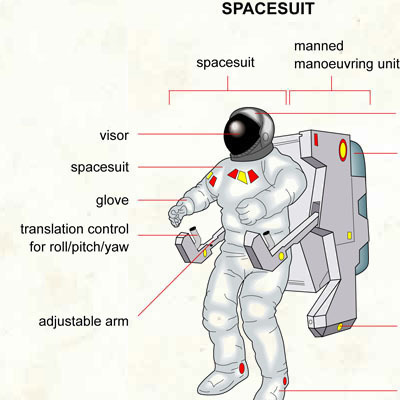 SPACESUIT
spacesuit
manned
manoeuvring unit
visor
spacesuit
glove
translation control
for roll/pitch/yaw
adjustable arm